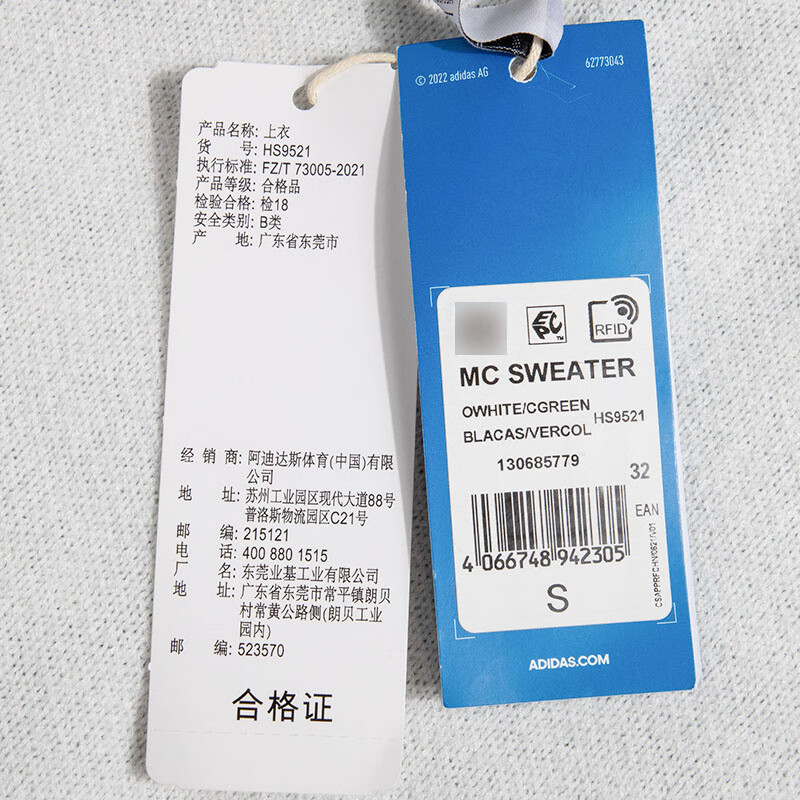 产品名称: 上衣
货 号: HS9521
执行标准: FZ/T 73005-2021
产品等级: 合格品
检验合格: 检18
安全类别: B类
产 地: 广东省东莞市
经 销 商: 阿迪达斯体育(中国)有限
公司
地 址: 苏州工业园区现代大道88号
普洛斯物流园区C21号
邮 编: 215121
电 话: 400 880 1515
厂 名: 东莞业基工业有限公司
地 址: 广东省东莞市常平镇朗贝
村常黄公路侧(朗贝工业
园内)
邮 编: 523570
合格证
© 2022 adidas AG
62773043
EPC TM
RFID
MC SWEATER
OWHITE/CGREEN
BLACAS/VERCOL
HS9521
130685779
32
EAN
4 066748 942305
S
ADIDAS.COM